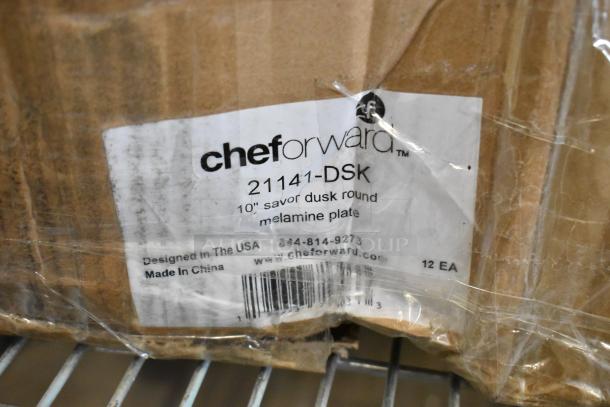 cheforward™
21141-DSK
10" savor dusk round
melamine plate
Designed in The USA 844-814-9273
Made In China www.cheforward.com
12 EA